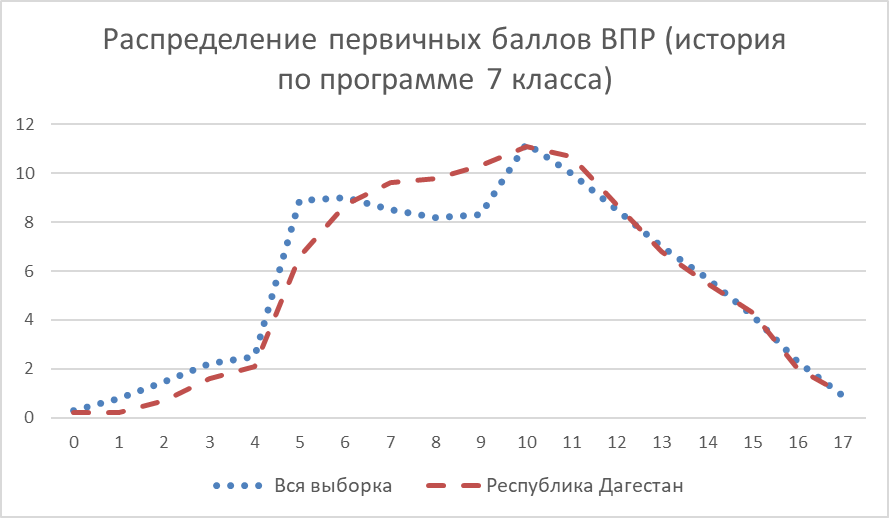 Распределение первичных баллов ВПР (история
по программе 7 класса)
12
10
8
6
4
2
0
0 1 2 3 4 5 6 7 8 9 10 11 12 13 14 15 16 17
Вся выборка Республика Дагестан